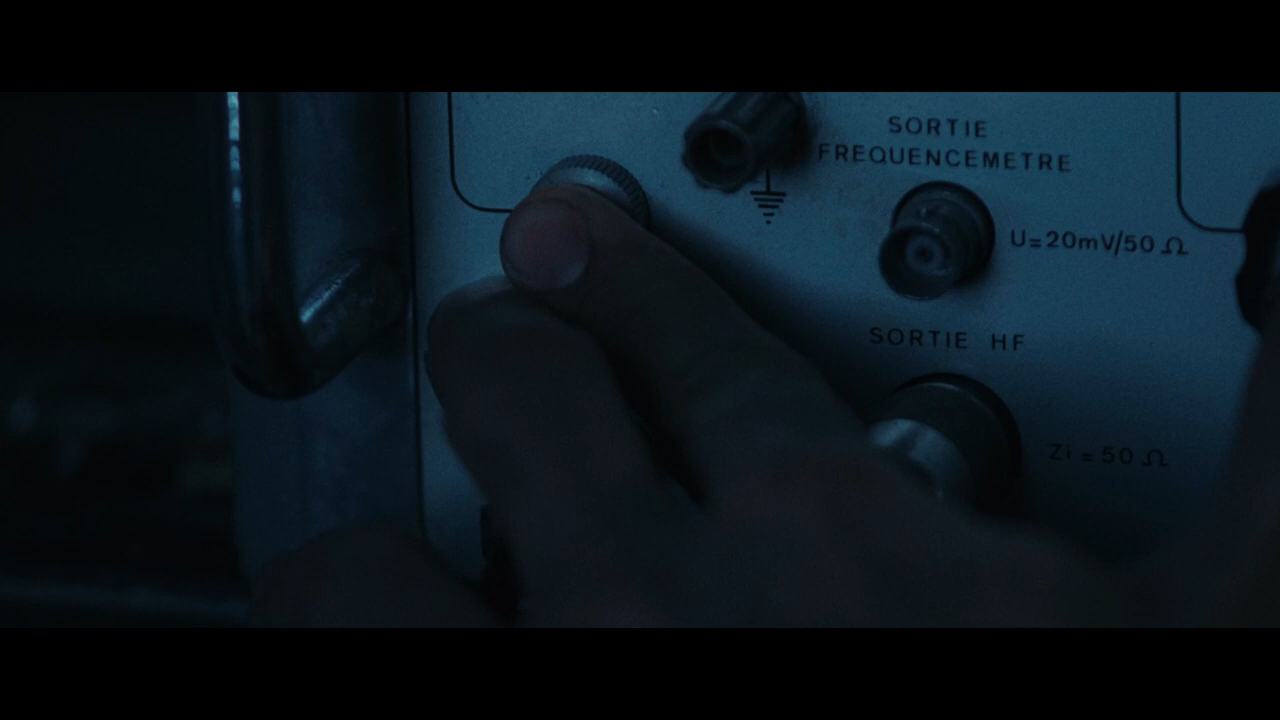 SORTIE
FREQUENCEMETRE
U=20mV/50 Ω
SORTIE HF
Zi = 50 Ω